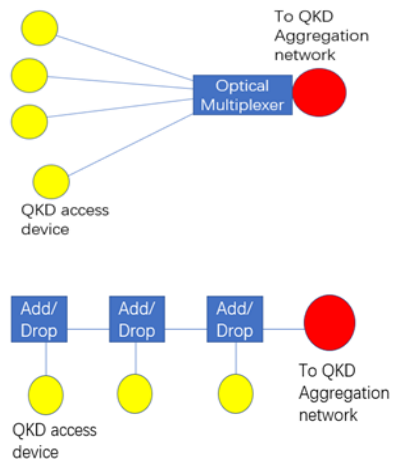 To QKD
Aggregation
network
Optical
Multiplexer
QKD access
device
Add/
Drop
Add/
Drop
Add/
Drop
To QKD
Aggregation
network
QKD access
device